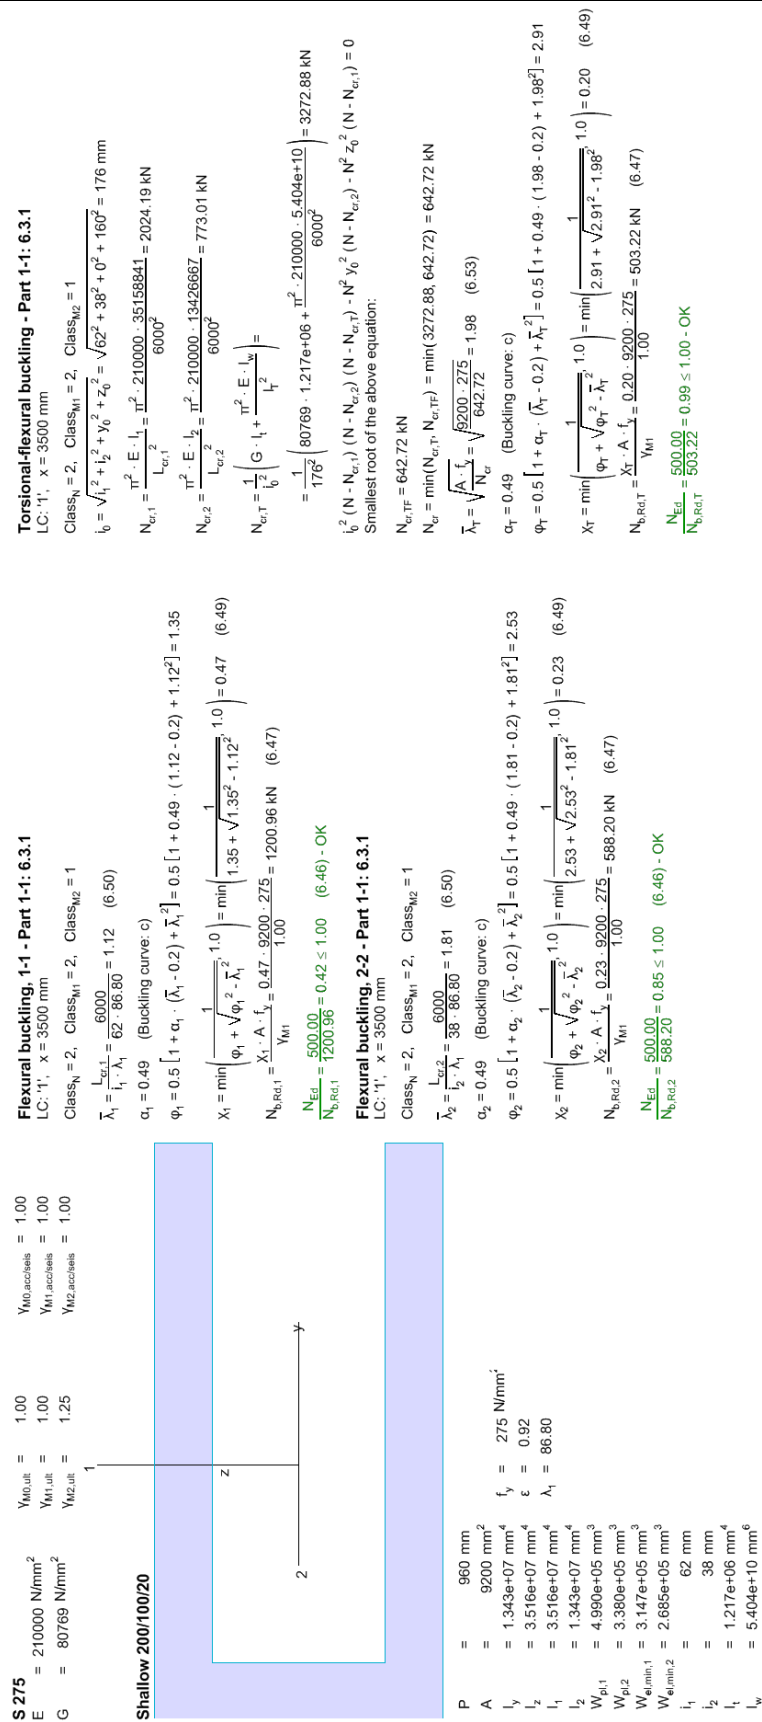 S 275
E = 210000 N/mm²
G = 80769 N/mm²
γM0,ult = 1.00
γM1,ult = 1.00
γM2,ult = 1.25
γM0,acc/seis = 1.00
γM1,acc/seis = 1.00
γM2,acc/seis = 1.00
Shallow 200/100/20
1
z
2
y
P = 960 mm
A = 9200 mm²
Iy = 1.343e+07 mm⁴
Iz = 3.516e+07 mm⁴
I1 = 3.516e+07 mm⁴
I2 = 1.343e+07 mm⁴
Wpl,1 = 4.990e+05 mm³
Wpl,2 = 3.380e+05 mm³
Wel,min,1 = 3.147e+05 mm³
Wel,min,2 = 2.685e+05 mm³
i1 = 62 mm
i2 = 38 mm
It = 1.217e+06 mm⁴
Iw = 5.404e+10 mm⁶
fy = 275 N/mm²
ε = 0.92
λ1 = 86.80
Flexural buckling, 1-1 - Part 1-1: 6.3.1
LC: '1', x = 3500 mm
ClassN = 2, ClassM1 = 2, ClassM2 = 1
λ̅1 = Lcr,1 / (i1 · λ1) = 6000 / (62 · 86.80) = 1.12 (6.50)
α1 = 0.49 (Buckling curve: c)
φ1 = 0.5 [1 + α1 · (λ̅1 - 0.2) + λ̅1²] = 0.5 [1 + 0.49 · (1.12 - 0.2) + 1.12²] = 1.35
χ1 = min(1 / (φ1 + √(φ1² - λ̅1²)), 1.0) = min(1 / (1.35 + √(1.35² - 1.12²)), 1.0) = 0.47 (6.49)
Nb,Rd,1 = χ1 · A · fy / γM1 = 0.47 · 9200 · 275 / 1.00 = 1200.96 kN (6.47)
NEd / Nb,Rd,1 = 500.00 / 1200.96 = 0.42 ≤ 1.00 (6.46) - OK
Flexural buckling, 2-2 - Part 1-1: 6.3.1
LC: '1', x = 3500 mm
ClassN = 2, ClassM1 = 2, ClassM2 = 1
λ̅2 = Lcr,2 / (i2 · λ1) = 6000 / (38 · 86.80) = 1.81 (6.50)
α2 = 0.49 (Buckling curve: c)
φ2 = 0.5 [1 + α2 · (λ̅2 - 0.2) + λ̅2²] = 0.5 [1 + 0.49 · (1.81 - 0.2) + 1.81²] = 2.53
χ2 = min(1 / (φ2 + √(φ2² - λ̅2²)), 1.0) = min(1 / (2.53 + √(2.53² - 1.81²)), 1.0) = 0.23 (6.49)
Nb,Rd,2 = χ2 · A · fy / γM1 = 0.23 · 9200 · 275 / 1.00 = 588.20 kN (6.47)
NEd / Nb,Rd,2 = 500.00 / 588.20 = 0.85 ≤ 1.00 (6.46) - OK
Torsional-flexural buckling - Part 1-1: 6.3.1
LC: '1', x = 3500 mm
ClassN = 2, ClassM1 = 2, ClassM2 = 1
i0 = √(i1² + i2² + y0² + z0²) = √(62² + 38² + 0² + 160²) = 176 mm
Ncr,1 = π² · E · I1 / Lcr,1² = π² · 210000 · 35158841 / 6000² = 2024.19 kN
Ncr,2 = π² · E · I2 / Lcr,2² = π² · 210000 · 13426667 / 6000² = 773.01 kN
Ncr,T = 1 / i0² (G · It + π² · E · Iw / lT²) =
= 1 / 176² (80769 · 1.217e+06 + π² · 210000 · 5.404e+10 / 6000²) = 3272.88 kN
i0² (N - Ncr,1) (N - Ncr,2) (N - Ncr,T) - N² y0² (N - Ncr,2) - N² z0² (N - Ncr,1) = 0
Smallest root of the above equation:
Ncr,TF = 642.72 kN
Ncr = min(Ncr,T, Ncr,TF) = min(3272.88, 642.72) = 642.72 kN
λ̅T = √(A · fy / Ncr) = √(9200 · 275 / 642.72) = 1.98 (6.53)
αT = 0.49 (Buckling curve: c)
φT = 0.5 [1 + αT · (λ̅T - 0.2) + λ̅T²] = 0.5 [1 + 0.49 · (1.98 - 0.2) + 1.98²] = 2.91
χT = min(1 / (φT + √(φT² - λ̅T²)), 1.0) = min(1 / (2.91 + √(2.91² - 1.98²)), 1.0) = 0.20 (6.49)
Nb,Rd,T = χT · A · fy / γM1 = 0.20 · 9200 · 275 / 1.00 = 503.22 kN (6.47)
NEd / Nb,Rd,T = 500.00 / 503.22 = 0.99 ≤ 1.00 - OK